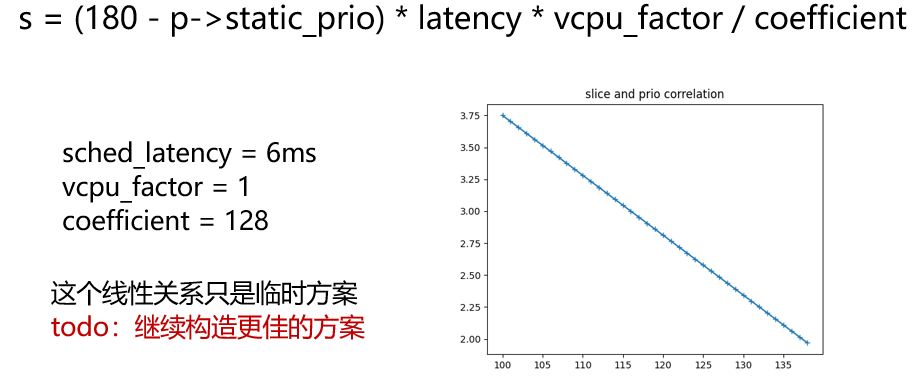 s = (180 - p->static_prio) * latency * vcpu_factor / coefficient
sched_latency = 6ms
vcpu_factor = 1
coefficient = 128
这个线性关系只是临时方案
todo：继续构造更佳的方案
slice and prio correlation
3.75
3.50
3.25
3.00
2.75
2.50
2.25
2.00
100 105 110 115 120 125 130 135